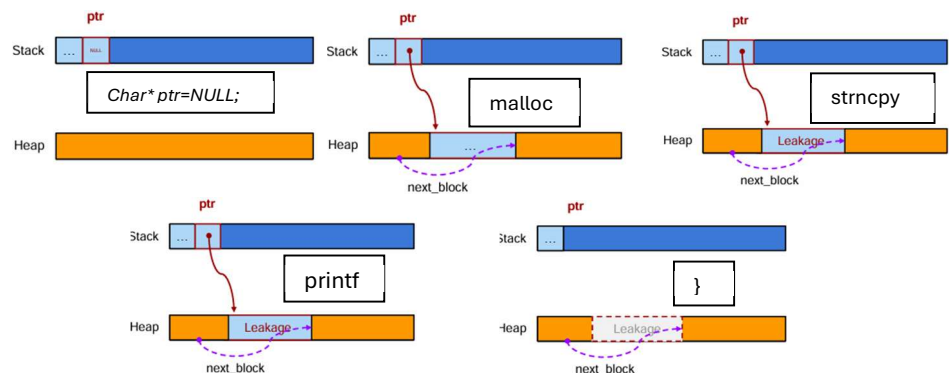 ptr
Stack
...
NULL
Char* ptr=NULL;
Heap
ptr
Stack
...
malloc
Heap
...
next_block
ptr
Stack
...
strncpy
Heap
Leakage
next_block
ptr
Stack
...
printf
Heap
Leakage
next_block
ptr
Stack
...
}
Heap
Leakage
next_block